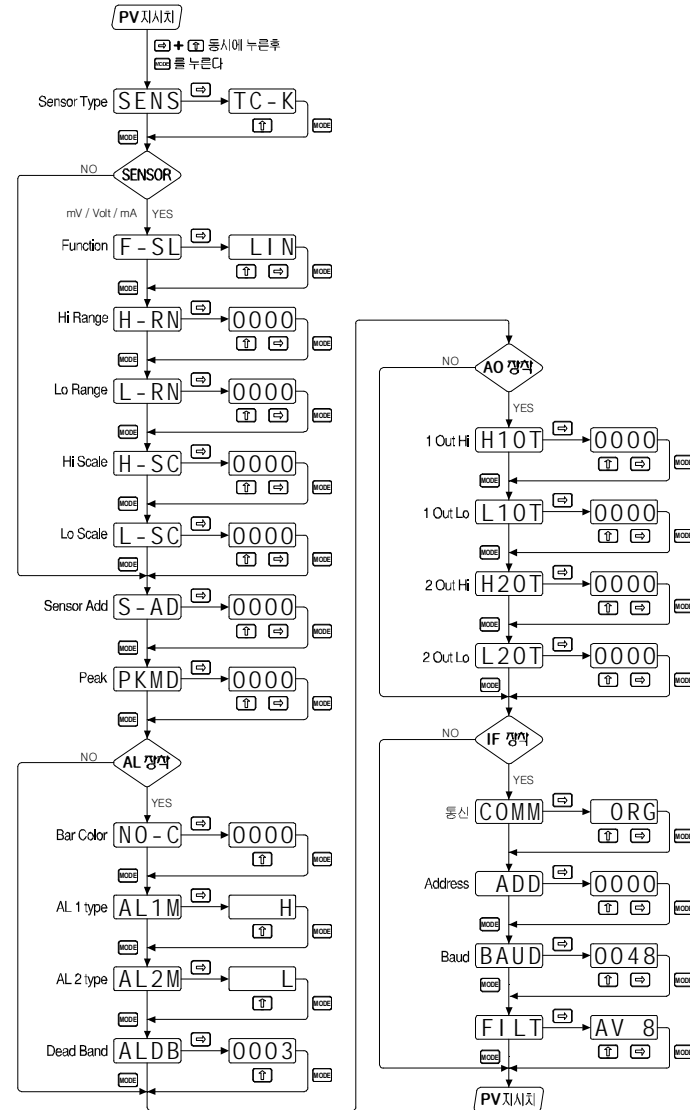 PV 지시치
⇨ + ⇧ 동시에 누른후
MODE 를 누른다
Sensor Type SENS ⇨ TC-K
⇧ MODE
MODE
NO SENSOR
mV / Volt / mA YES
Function F-SL ⇨ LIN
⇧ ⇨ MODE
MODE
Hi Range H-RN ⇨ 0000
⇧ ⇨ MODE
MODE
Lo Range L-RN ⇨ 0000
⇧ ⇨ MODE
MODE
Hi Scale H-SC ⇨ 0000
⇧ ⇨ MODE
MODE
Lo Scale L-SC ⇨ 0000
⇧ ⇨ MODE
MODE
Sensor Add S-AD ⇨ 0000
⇧ ⇨ MODE
MODE
Peak PKMD ⇨ 0000
⇧ ⇨ MODE
MODE
NO AL 장착
YES
Bar Color NO-C ⇨ 0000
⇧ MODE
MODE
AL 1 type AL1M ⇨ H
⇧ MODE
MODE
AL 2 type AL2M ⇨ L
⇧ MODE
MODE
Dead Band ALDB ⇨ 0003
⇧ MODE
MODE
NO AO 장착
YES
1 Out Hi H1OT ⇨ 0000
⇧ ⇨ MODE
MODE
1 Out Lo L1OT ⇨ 0000
⇧ ⇨ MODE
MODE
2 Out Hi H2OT ⇨ 0000
⇧ ⇨ MODE
MODE
2 Out Lo L2OT ⇨ 0000
⇧ ⇨ MODE
MODE
NO IF 장착
YES
통신 COMM ⇨ ORG
⇧ ⇨ MODE
Address ADD ⇨ 0000
⇧ ⇨ MODE
MODE
Baud BAUD ⇨ 0048
⇧ ⇨ MODE
MODE
FILT ⇨ AV 8
⇧ ⇨ MODE
MODE
PV 지시치